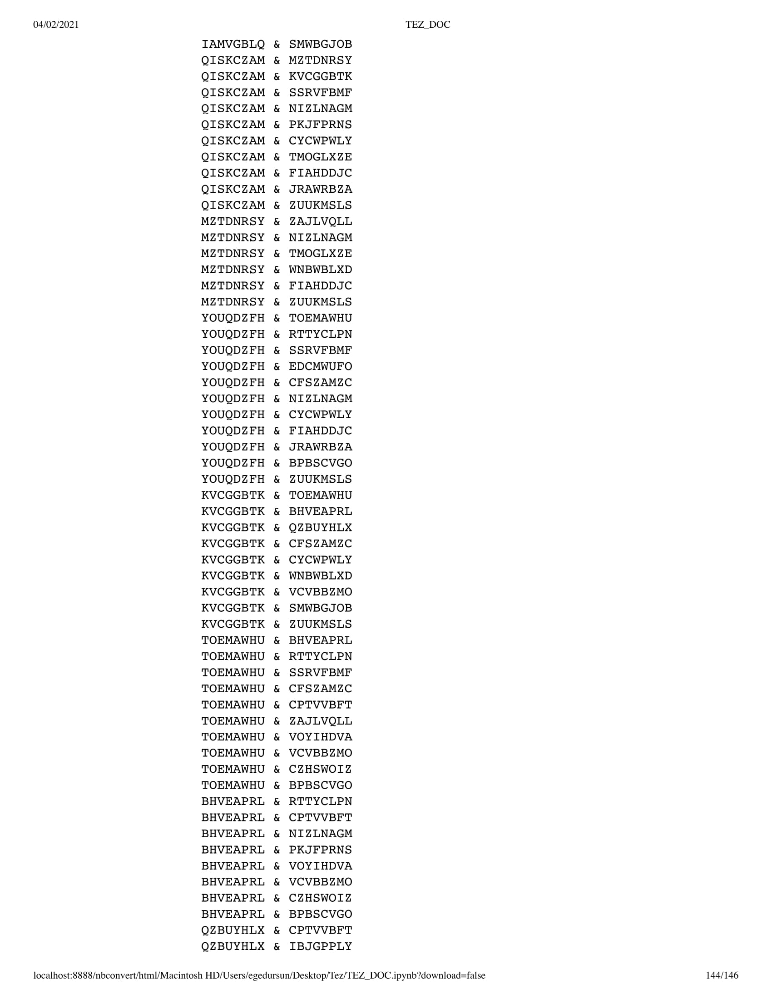 04/02/2021 TEZ_DOC
IAMVGBLQ & SMWBGJOB
QISKCZAM & MZTDNRSY
QISKCZAM & KVCGGBTK
QISKCZAM & SSRVFBMF
QISKCZAM & NIZLNAGM
QISKCZAM & PKJFPRNS
QISKCZAM & CYCWPWLY
QISKCZAM & TMOGLXZE
QISKCZAM & FIAHDDJC
QISKCZAM & JRAWRBZA
QISKCZAM & ZUUKMSLS
MZTDNRSY & ZAJLVQLL
MZTDNRSY & NIZLNAGM
MZTDNRSY & TMOGLXZE
MZTDNRSY & WNBWBLXD
MZTDNRSY & FIAHDDJC
MZTDNRSY & ZUUKMSLS
YOUQDZFH & TOEMAWHU
YOUQDZFH & RTTYCLPN
YOUQDZFH & SSRVFBMF
YOUQDZFH & EDCMWUFO
YOUQDZFH & CFSZAMZC
YOUQDZFH & NIZLNAGM
YOUQDZFH & CYCWPWLY
YOUQDZFH & FIAHDDJC
YOUQDZFH & JRAWRBZA
YOUQDZFH & BPBSCVGO
YOUQDZFH & ZUUKMSLS
KVCGGBTK & TOEMAWHU
KVCGGBTK & BHVEAPRL
KVCGGBTK & QZBUYHLX
KVCGGBTK & CFSZAMZC
KVCGGBTK & CYCWPWLY
KVCGGBTK & WNBWBLXD
KVCGGBTK & VCVBBZMO
KVCGGBTK & SMWBGJOB
KVCGGBTK & ZUUKMSLS
TOEMAWHU & BHVEAPRL
TOEMAWHU & RTTYCLPN
TOEMAWHU & SSRVFBMF
TOEMAWHU & CFSZAMZC
TOEMAWHU & CPTVVBFT
TOEMAWHU & ZAJLVQLL
TOEMAWHU & VOYIHDVA
TOEMAWHU & VCVBBZMO
TOEMAWHU & CZHSWOIZ
TOEMAWHU & BPBSCVGO
BHVEAPRL & RTTYCLPN
BHVEAPRL & CPTVVBFT
BHVEAPRL & NIZLNAGM
BHVEAPRL & PKJFPRNS
BHVEAPRL & VOYIHDVA
BHVEAPRL & VCVBBZMO
BHVEAPRL & CZHSWOIZ
BHVEAPRL & BPBSCVGO
QZBUYHLX & CPTVVBFT
QZBUYHLX & IBJGPPLY
localhost:8888/nbconvert/html/Macintosh HD/Users/egedursun/Desktop/Tez/TEZ_DOC.ipynb?download=false 144/146